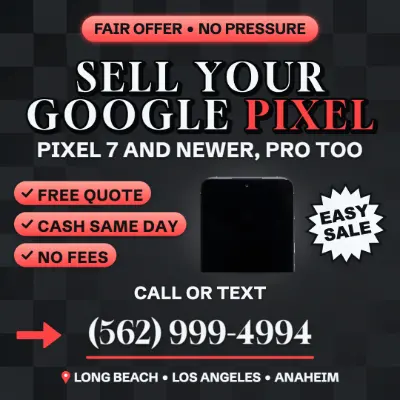 FAIR OFFER • NO PRESSURE
SELL YOUR
GOOGLE PIXEL
PIXEL 7 AND NEWER, PRO TOO
✓ FREE QUOTE
✓ CASH SAME DAY
✓ NO FEES
EASY
SALE
CALL OR TEXT
(562) 999-4994
LONG BEACH • LOS ANGELES • ANAHEIM